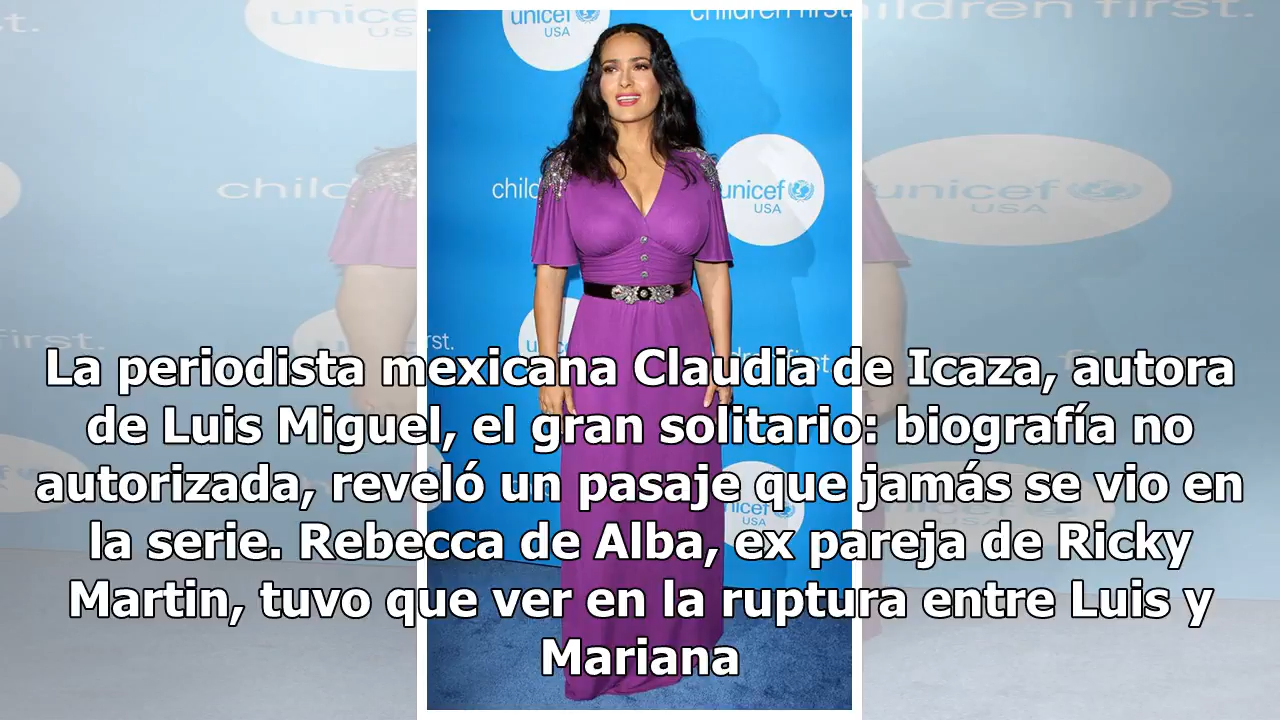 unicef
USA
children first.
children first.
unicef
USA
child
unicef
USA
unicef
USA
first.
rst.
La periodista mexicana Claudia de Icaza, autora
de Luis Miguel, el gran solitario: biografía no
autorizada, reveló un pasaje que jamás se vio en
la serie. Rebecca de Alba, ex pareja de Ricky
Martin, tuvo que ver en la ruptura entre Luis y
Mariana